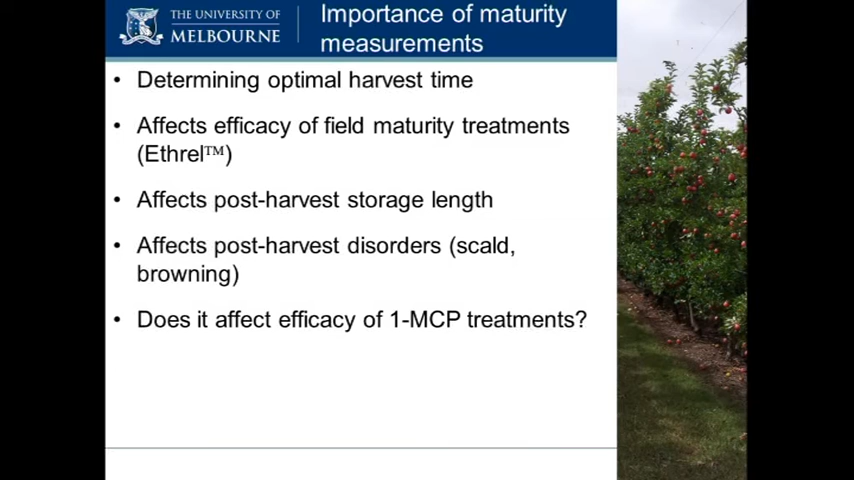 THE UNIVERSITY OF
MELBOURNE
Importance of maturity
measurements
• Determining optimal harvest time
• Affects efficacy of field maturity treatments
(Ethrel™)
• Affects post-harvest storage length
• Affects post-harvest disorders (scald,
browning)
• Does it affect efficacy of 1-MCP treatments?